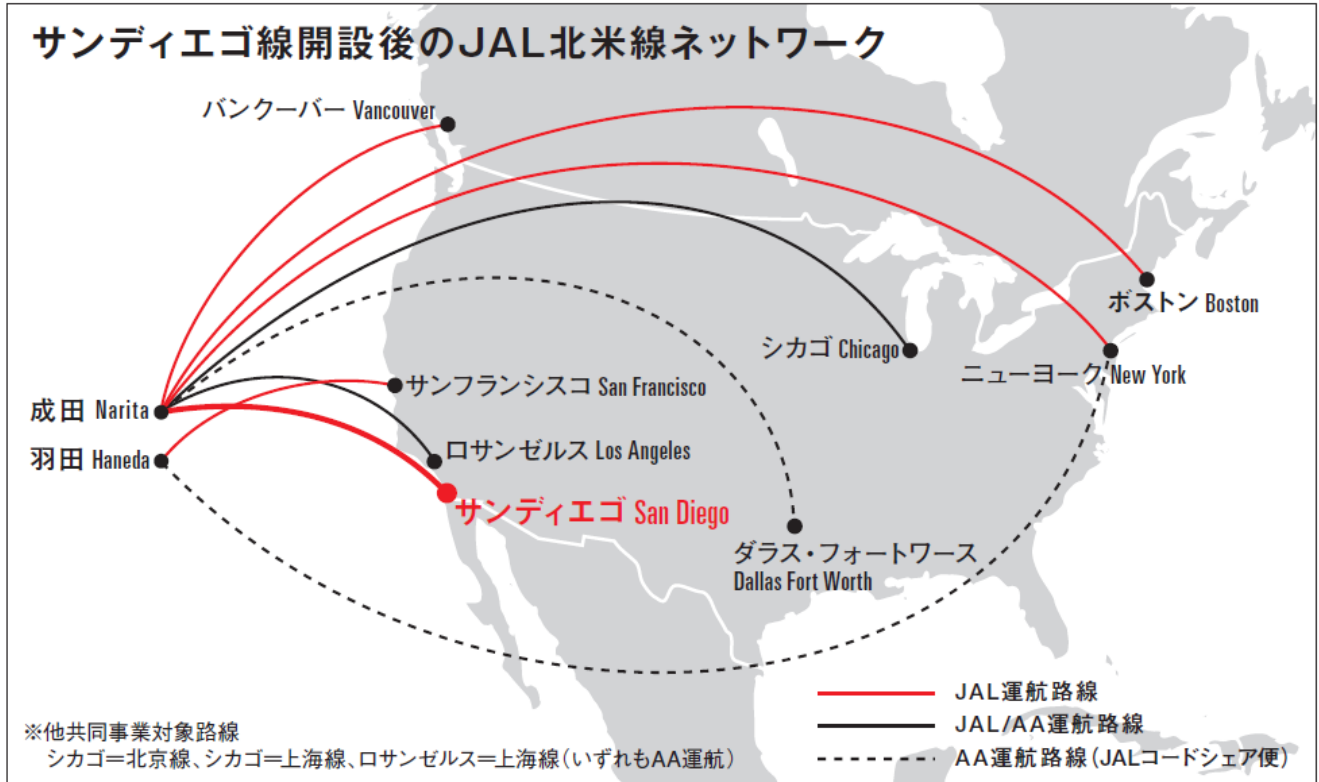 サンディエゴ線開設後のJAL北米線ネットワーク
バンクーバー Vancouver
ボストン Boston
シカゴ Chicago
ニューヨーク New York
サンフランシスコ San Francisco
成田 Narita
羽田 Haneda
ロサンゼルス Los Angeles
サンディエゴ San Diego
ダラス・フォートワース
Dallas Fort Worth
JAL運航路線
JAL/AA運航路線
AA運航路線(JALコードシェア便)
※他共同事業対象路線
シカゴ=北京線、シカゴ=上海線、ロサンゼルス=上海線(いずれもAA運航)